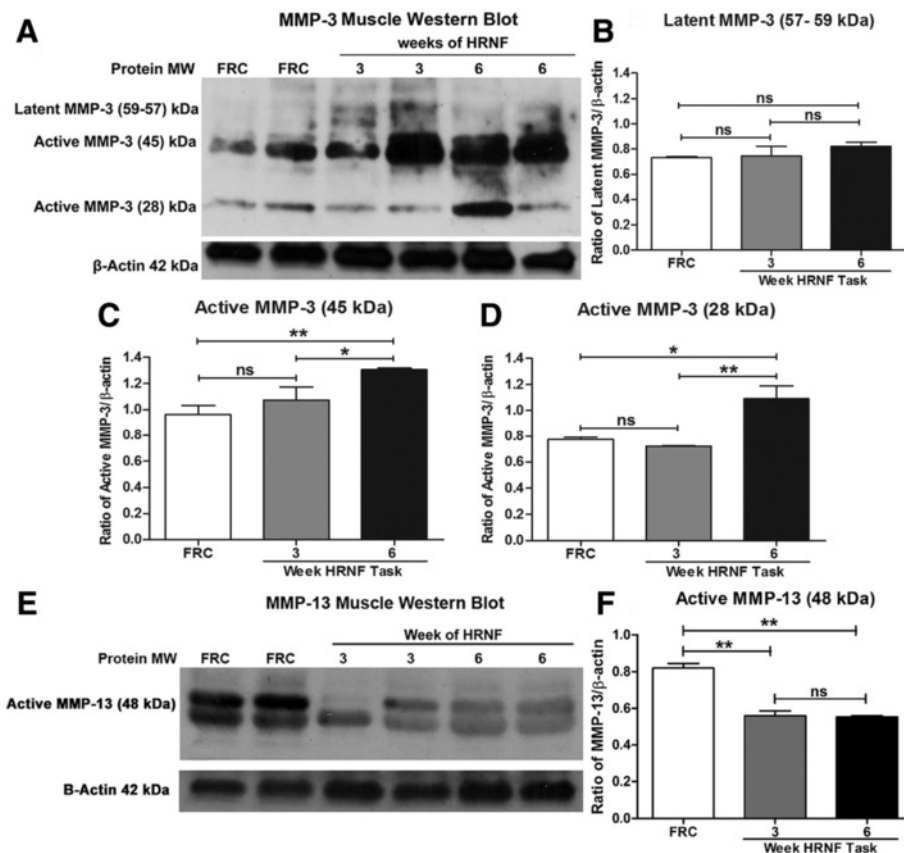 A
MMP-3 Muscle Western Blot
weeks of HRNF
Protein MW FRC FRC 3 3 6 6
Latent MMP-3 (59-57) kDa
Active MMP-3 (45) kDa
Active MMP-3 (28) kDa
β-Actin 42 kDa
B
Latent MMP-3 (57- 59 kDa)
Ratio of Latent MMP-3/β-actin
1.4
1.2
1.0
0.8
0.6
0.4
0.2
0.0
ns
ns
ns
FRC 3 6
Week HRNF Task
C
Active MMP-3 (45 kDa)
Ratio of Active MMP-3/β-actin
1.4
1.2
1.0
0.8
0.6
0.4
0.2
0.0
**
*
ns
FRC 3 6
Week HRNF Task
D
Active MMP-3 (28 kDa)
Ratio of Active MMP-3/β-actin
1.4
1.2
1.0
0.8
0.6
0.4
0.2
0.0
*
**
ns
FRC 3 6
Week HRNF Task
E
MMP-13 Muscle Western Blot
Week of HRNF
Protein MW FRC FRC 3 3 6 6
Active MMP-13 (48 kDa)
B-Actin 42 kDa
F
Active MMP-13 (48 kDa)
Ratio of MMP-13/β-actin
0.8
0.6
0.4
0.2
0.0
**
**
ns
FRC 3 6
Week HRNF Task